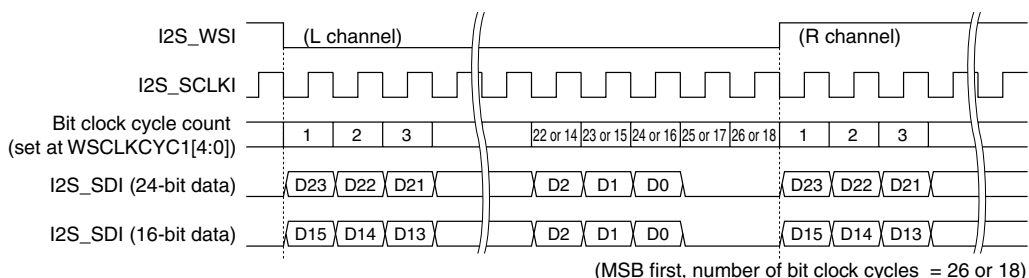 I2S_WSI (L channel) (R channel)
I2S_SCLKI
Bit clock cycle count
(set at WSCLKCYC1[4:0])
1 2 3 22 or 14 23 or 15 24 or 16 25 or 17 26 or 18 1 2 3
I2S_SDI (24-bit data) D23 D22 D21 D2 D1 D0 D23 D22 D21
I2S_SDI (16-bit data) D15 D14 D13 D2 D1 D0 D15 D14 D13
(MSB first, number of bit clock cycles = 26 or 18)